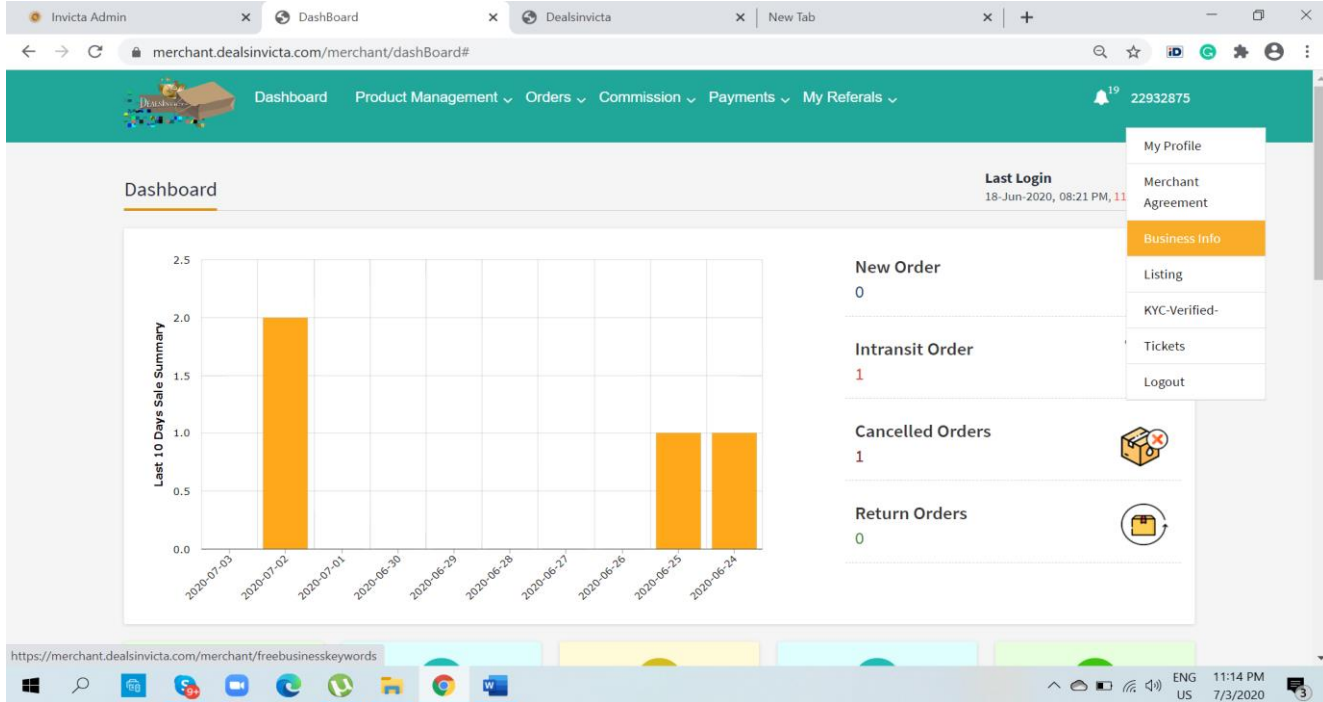 Invicta Admin
DashBoard
Dealsinvicta
New Tab
merchant.dealsinvicta.com/merchant/dashBoard#
Dashboard
Product Management
Orders
Commission
Payments
My Referals
19
22932875
My Profile
Merchant
Agreement
Business Info
Listing
KYC-Verified-
Tickets
Logout
Dashboard
Last Login
18-Jun-2020, 08:21 PM, 11
Last 10 Days Sale Summary
2.5
2.0
1.5
1.0
0.5
0.0
2020-07-03
2020-07-02
2020-07-01
2020-06-30
2020-06-29
2020-06-28
2020-06-27
2020-06-26
2020-06-25
2020-06-24
New Order
0
Intransit Order
1
Cancelled Orders
1
Return Orders
0
https://merchant.dealsinvicta.com/merchant/freebusinesskeywords
ENG
US
11:14 PM
7/3/2020
3